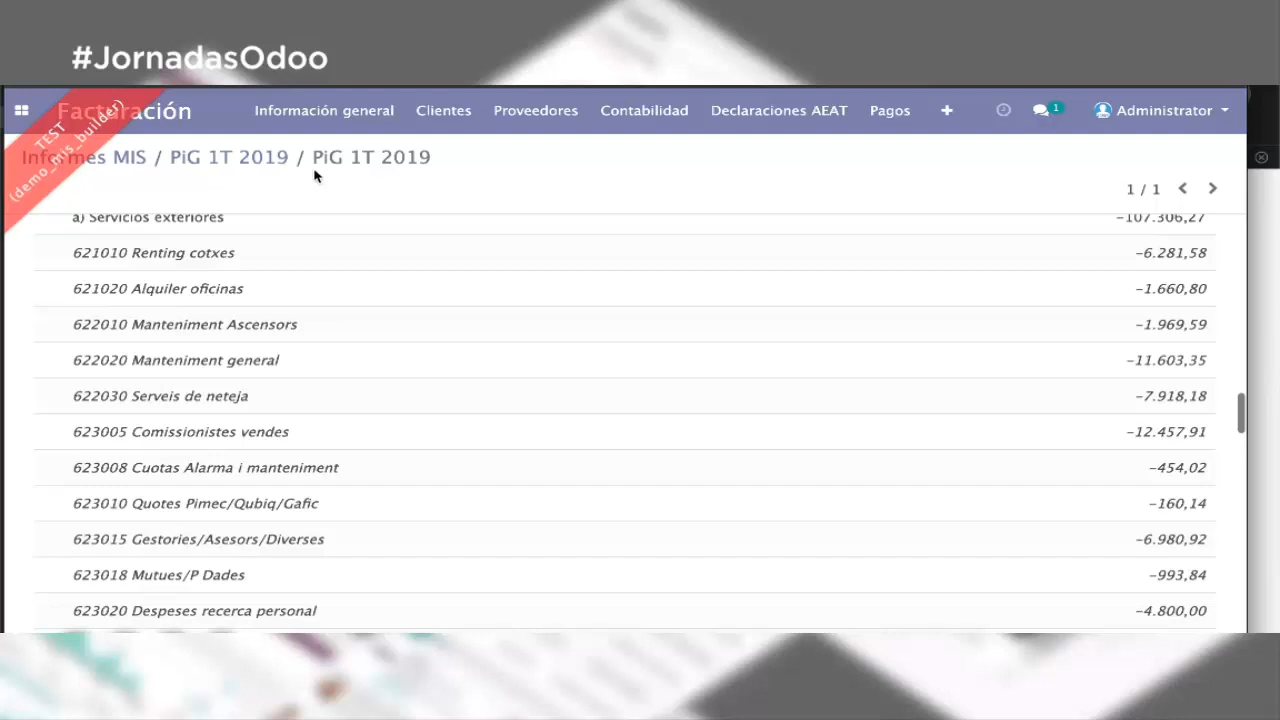 #JornadasOdoo
Facturación
Información general
Clientes
Proveedores
Contabilidad
Declaraciones AEAT
Pagos
1
Administrator
TEST
(demo_mis_builder)
Informes MIS / PiG 1T 2019 / PiG 1T 2019
1 / 1
a) Servicios exteriores -107.306,27
621010 Renting cotxes -6.281,58
621020 Alquiler oficinas -1.660,80
622010 Manteniment Ascensors -1.969,59
622020 Manteniment general -11.603,35
622030 Serveis de neteja -7.918,18
623005 Comissionistes vendes -12.457,91
623008 Cuotas Alarma i manteniment -454,02
623010 Quotes Pimec/Qubiq/Gafic -160,14
623015 Gestories/Asesors/Diverses -6.980,92
623018 Mutues/P Dades -993,84
623020 Despeses recerca personal -4.800,00